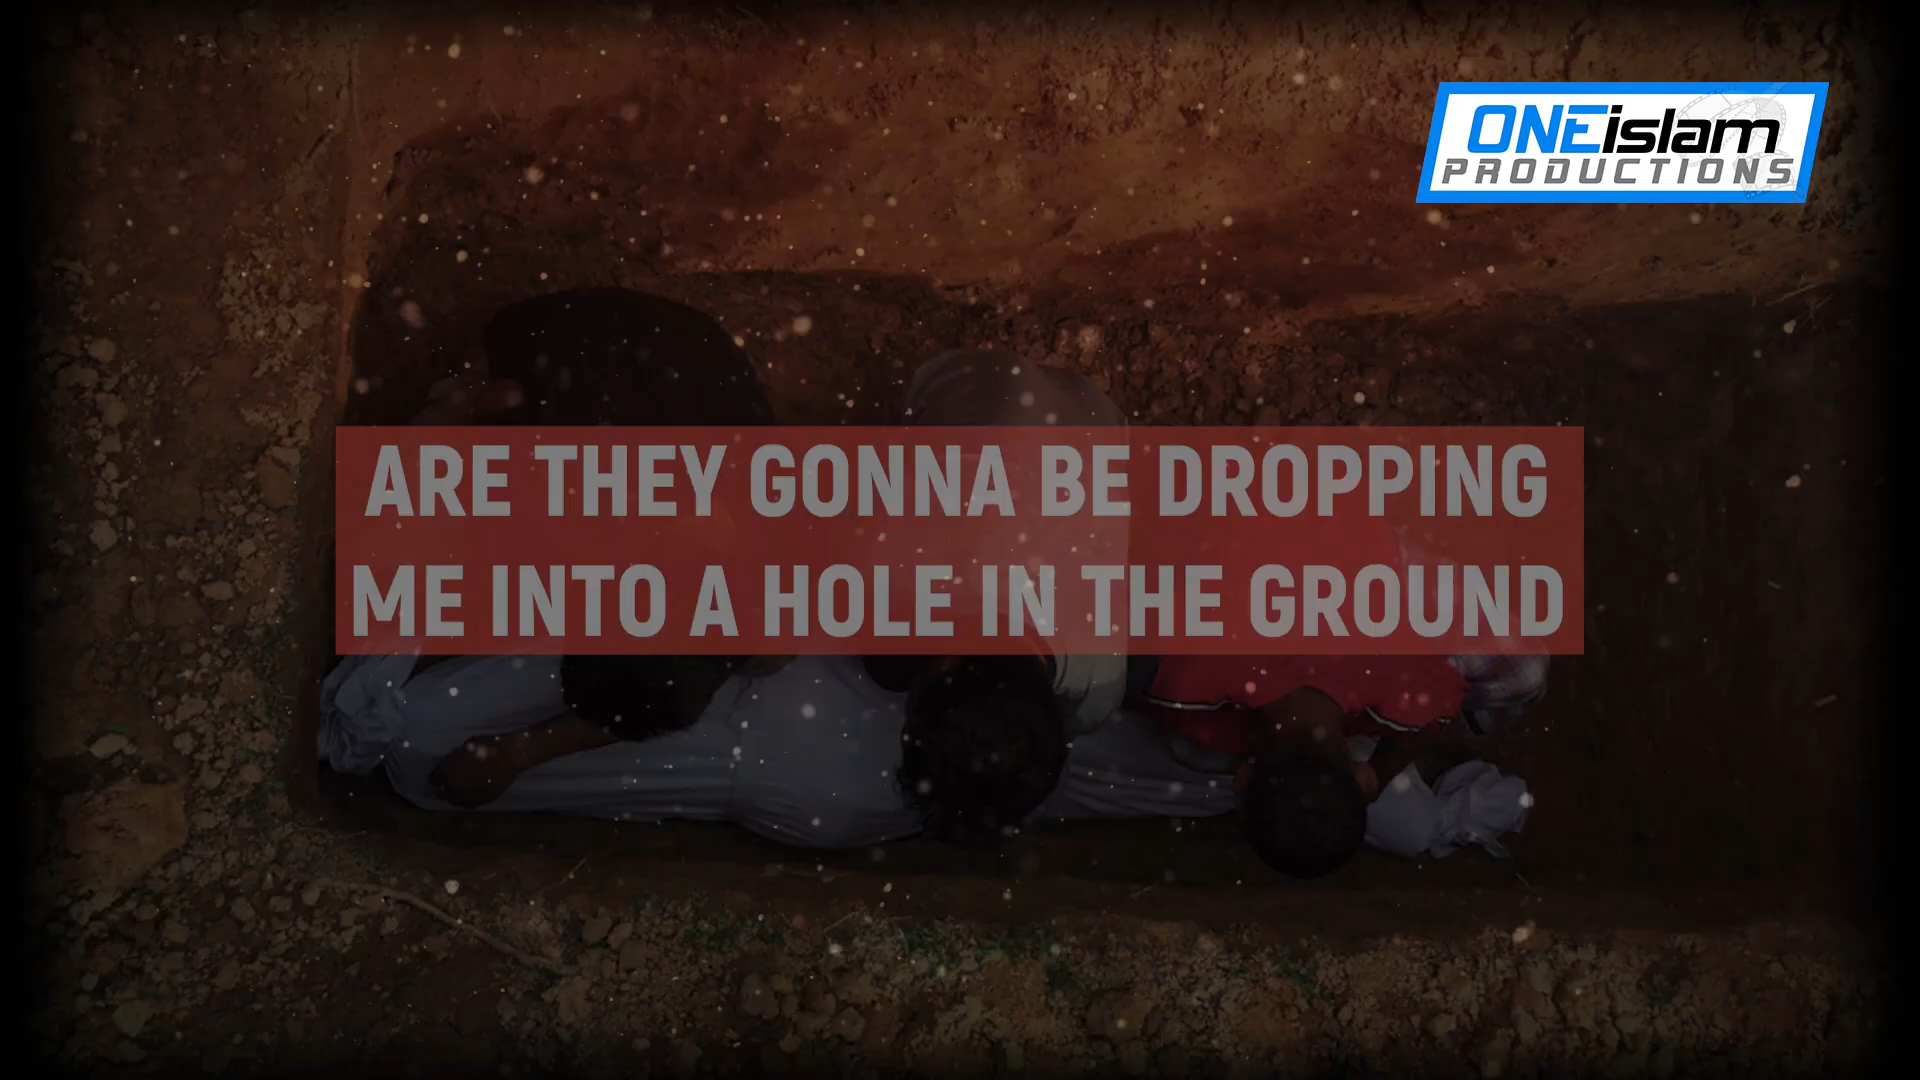 ONEislam
PRODUCTIONS
ARE THEY GONNA BE DROPPING
ME INTO A HOLE IN THE GROUND